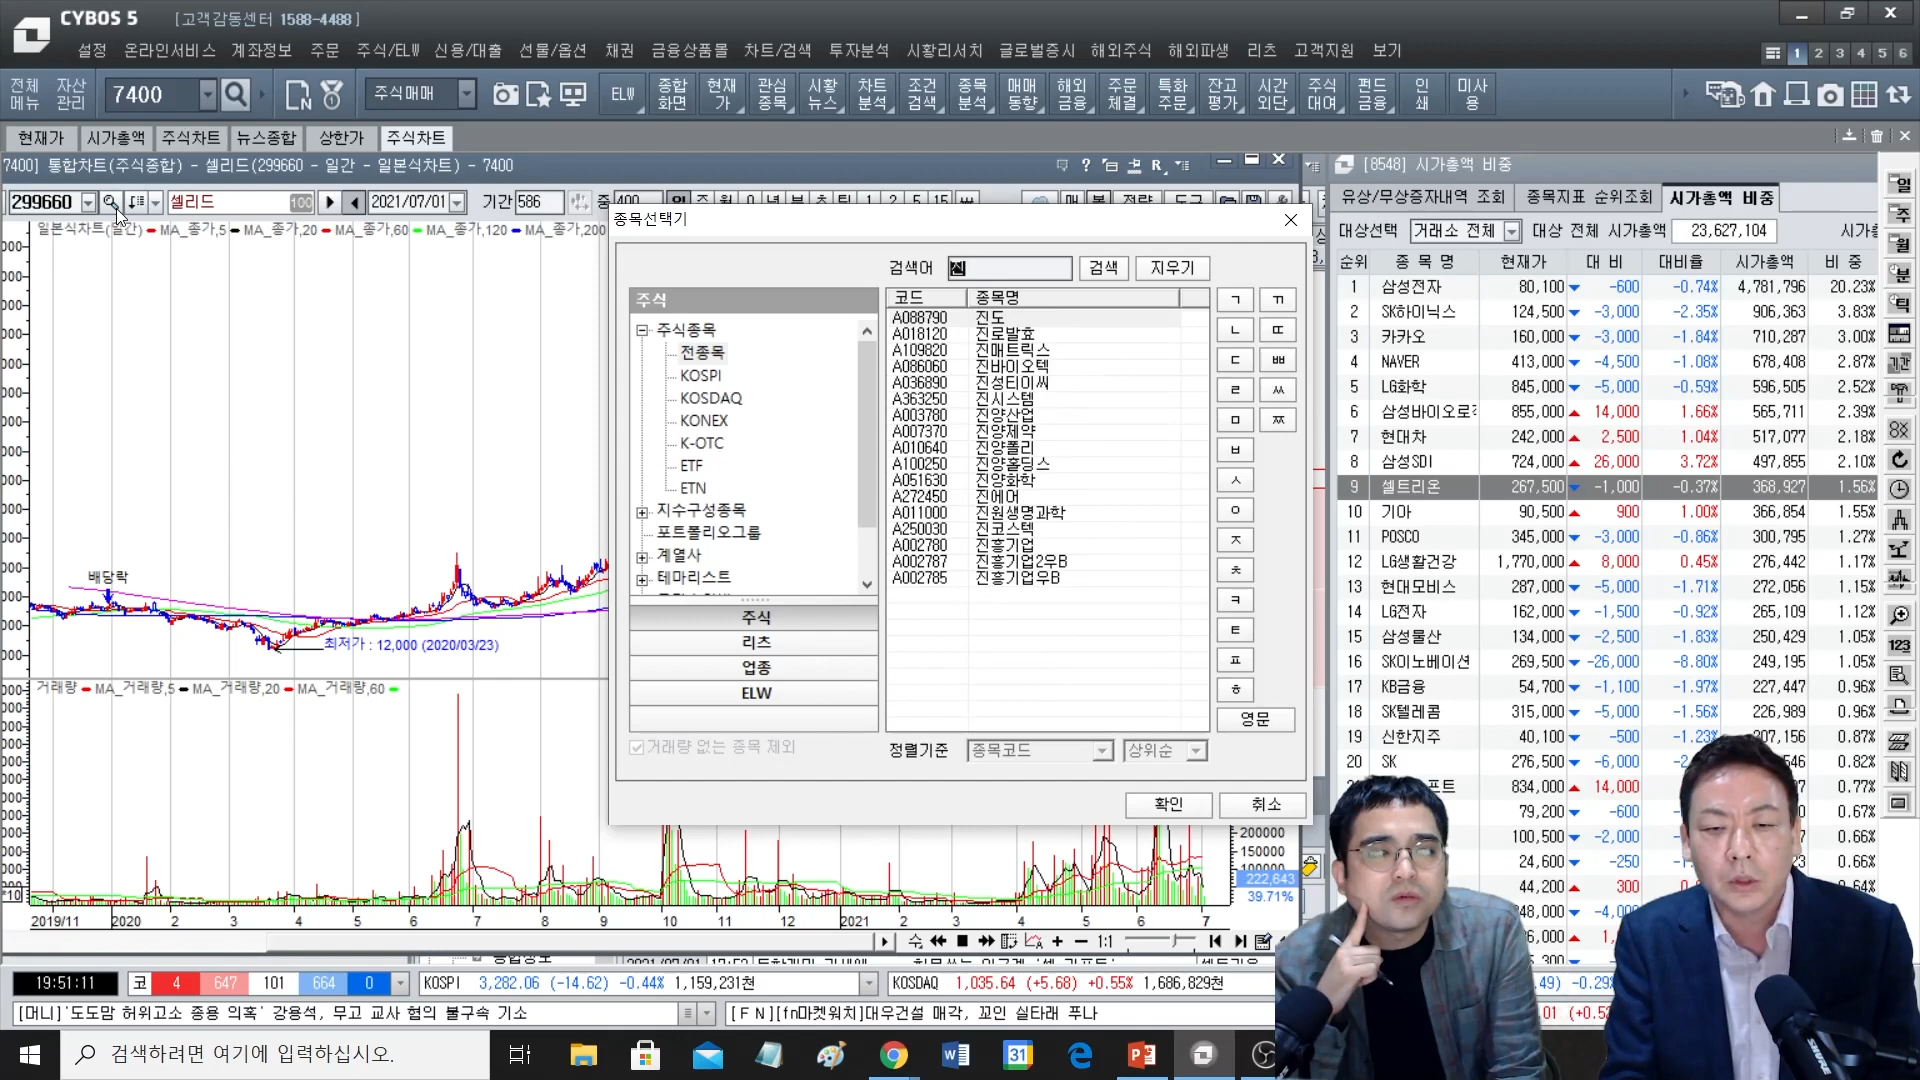 CYBOS 5 [고객감동센터 1588-4488]
설정 온라인서비스 계좌정보 주문 주식/ELW 신용/대출 선물/옵션 채권 금융상품몰 차트/검색 투자분석 시황리서치 글로벌증시 해외주식 해외파생 리츠 고객지원 보기
1 2 3 4 5 6
전체메뉴 자산관리 7400 주식매매 ELW 종합화면 현재가 관심종목 시황뉴스 차트분석 조건검색 종목분석 매매동향 해외금융 주문체결 특화주문 잔고평가 시간외단 주식대여 펀드금융 인쇄 미사용
현재가 시가총액 주식차트 뉴스종합 상한가 주식차트
7400] 통합차트(주식종합) - 셀리드(299660 - 일간 - 일본식차트) - 7400
299660 셀리드 100 2021/07/01 기간 586
일본식차트(일간) MA_종가,5 MA_종가,20 MA_종가,60 MA_종가,120 MA_종가,200
배당락
최저가 : 12,000 (2020/03/23)
거래량 MA_거래량,5 MA_거래량,20 MA_거래량,60
200000
150000
100000
222,643
39.71%
2019/11 2020 2 3 4 5 6 7 8 9 10 11 12 2021 2 3 4 5 6 7
1:1
종목선택기
검색어 진 검색 지우기
주식
주식종목
전종목
KOSPI
KOSDAQ
KONEX
K-OTC
ETF
ETN
지수구성종목
포트폴리오그룹
계열사
테마리스트
주식
리츠
업종
ELW
거래량 없는 종목 제외
코드 종목명
A088790 진도
A018120 진로발효
A109820 진매트릭스
A086060 진바이오텍
A036890 진성티이씨
A363250 진시스템
A003780 진양산업
A007370 진양제약
A010640 진양폴리
A100250 진양홀딩스
A051630 진양화학
A272450 진에어
A011000 진원생명과학
A250030 진코스텍
A002780 진흥기업
A002787 진흥기업2우B
A002785 진흥기업우B
ㄱ ㄲ
ㄴ ㄸ
ㄷ ㅃ
ㄹ ㅆ
ㅁ ㅉ
ㅂ
ㅅ
ㅇ
ㅈ
ㅊ
ㅋ
ㅌ
ㅍ
ㅎ
영문
정렬기준 종목코드 상위순
확인 취소
[8548] 시가총액 비중
유상/무상증자내역 조회 종목지표 순위조회 시가총액 비중
대상선택 거래소 전체 대상 전체 시가총액 23,627,104
순위 종목명 현재가 대비 대비율 시가총액 비중
1 삼성전자 80,100 -600 -0.74% 4,781,796 20.23%
2 SK하이닉스 124,500 -3,000 -2.35% 906,363 3.83%
3 카카오 160,000 -3,000 -1.84% 710,287 3.00%
4 NAVER 413,000 -4,500 -1.08% 678,408 2.87%
5 LG화학 845,000 -5,000 -0.59% 596,505 2.52%
6 삼성바이오로직 855,000 14,000 1.66% 565,711 2.39%
7 현대차 242,000 2,500 1.04% 517,077 2.18%
8 삼성SDI 724,000 26,000 3.72% 497,855 2.10%
9 셀트리온 267,500 -1,000 -0.37% 368,927 1.56%
10 기아 90,500 900 1.00% 366,854 1.55%
11 POSCO 345,000 -3,000 -0.86% 300,795 1.27%
12 LG생활건강 1,770,000 8,000 0.45% 276,442 1.17%
13 현대모비스 287,000 -5,000 -1.71% 272,056 1.15%
14 LG전자 162,000 -1,500 -0.92% 265,109 1.12%
15 삼성물산 134,000 -2,500 -1.83% 250,429 1.05%
16 SK이노베이션 269,500 -26,000 -8.80% 249,195 1.05%
17 KB금융 54,700 -1,100 -1.97% 227,447 0.96%
18 SK텔레콤 315,000 -5,000 -1.56% 226,989 0.96%
19 신한지주 40,100 -500 -1.23% 207,156 0.87%
20 SK 276,500 -6,000 546 0.82%
834,000 14,000 0.77%
79,200 -600 0.67%
100,500 -2,000 0.66%
24,600 -250 0.66%
44,200 300 0.64%
일 주 월 분 틱 기간 123
19:51:11 코 4 647 101 664 0 KOSPI 3,282.06 (-14.62) -0.44% 1,159,231천 KOSDAQ 1,035.64 (+5.68) +0.55% 1,686,829천
-0.29%
[머니]'도도맘 허위고소 종용 의혹' 강용석, 무고 교사 혐의 불구속 기소
[ＦＮ][fn마켓워치]대우건설 매각, 꼬인 실타래 푸나
검색하려면 여기에 입력하십시오.
31
SHURE